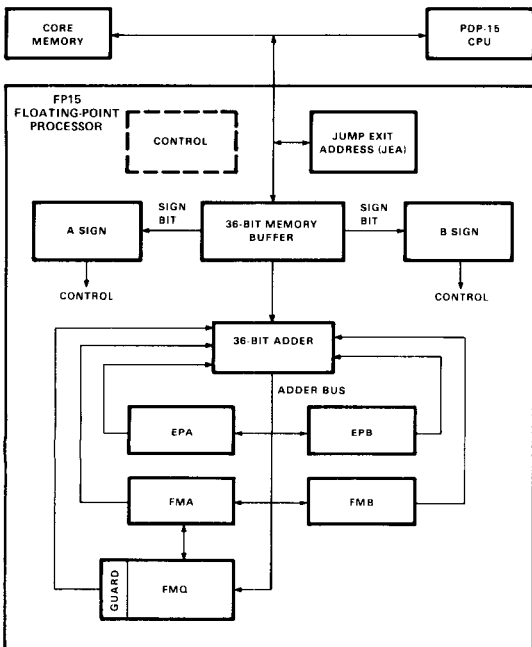 CORE
MEMORY
PDP-15
CPU
FP15
FLOATING-POINT
PROCESSOR
CONTROL
JUMP EXIT
ADDRESS (JEA)
SIGN
BIT
SIGN
BIT
A SIGN
36-BIT MEMORY
BUFFER
B SIGN
CONTROL
CONTROL
36-BIT ADDER
ADDER BUS
EPA
EPB
FMA
FMB
GUARD
FMQ